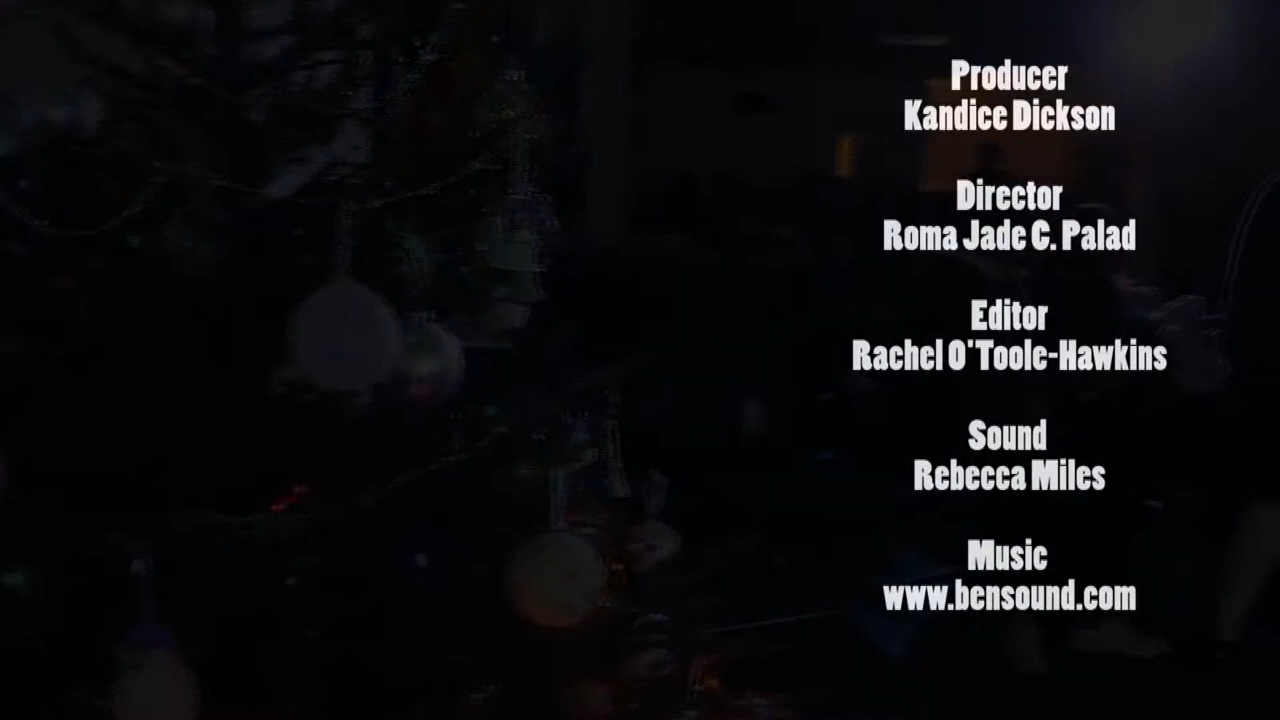 Producer
Kandice Dickson
Director
Roma Jade C. Palad
Editor
Rachel O'Toole-Hawkins
Sound
Rebecca Miles
Music
www.bensound.com